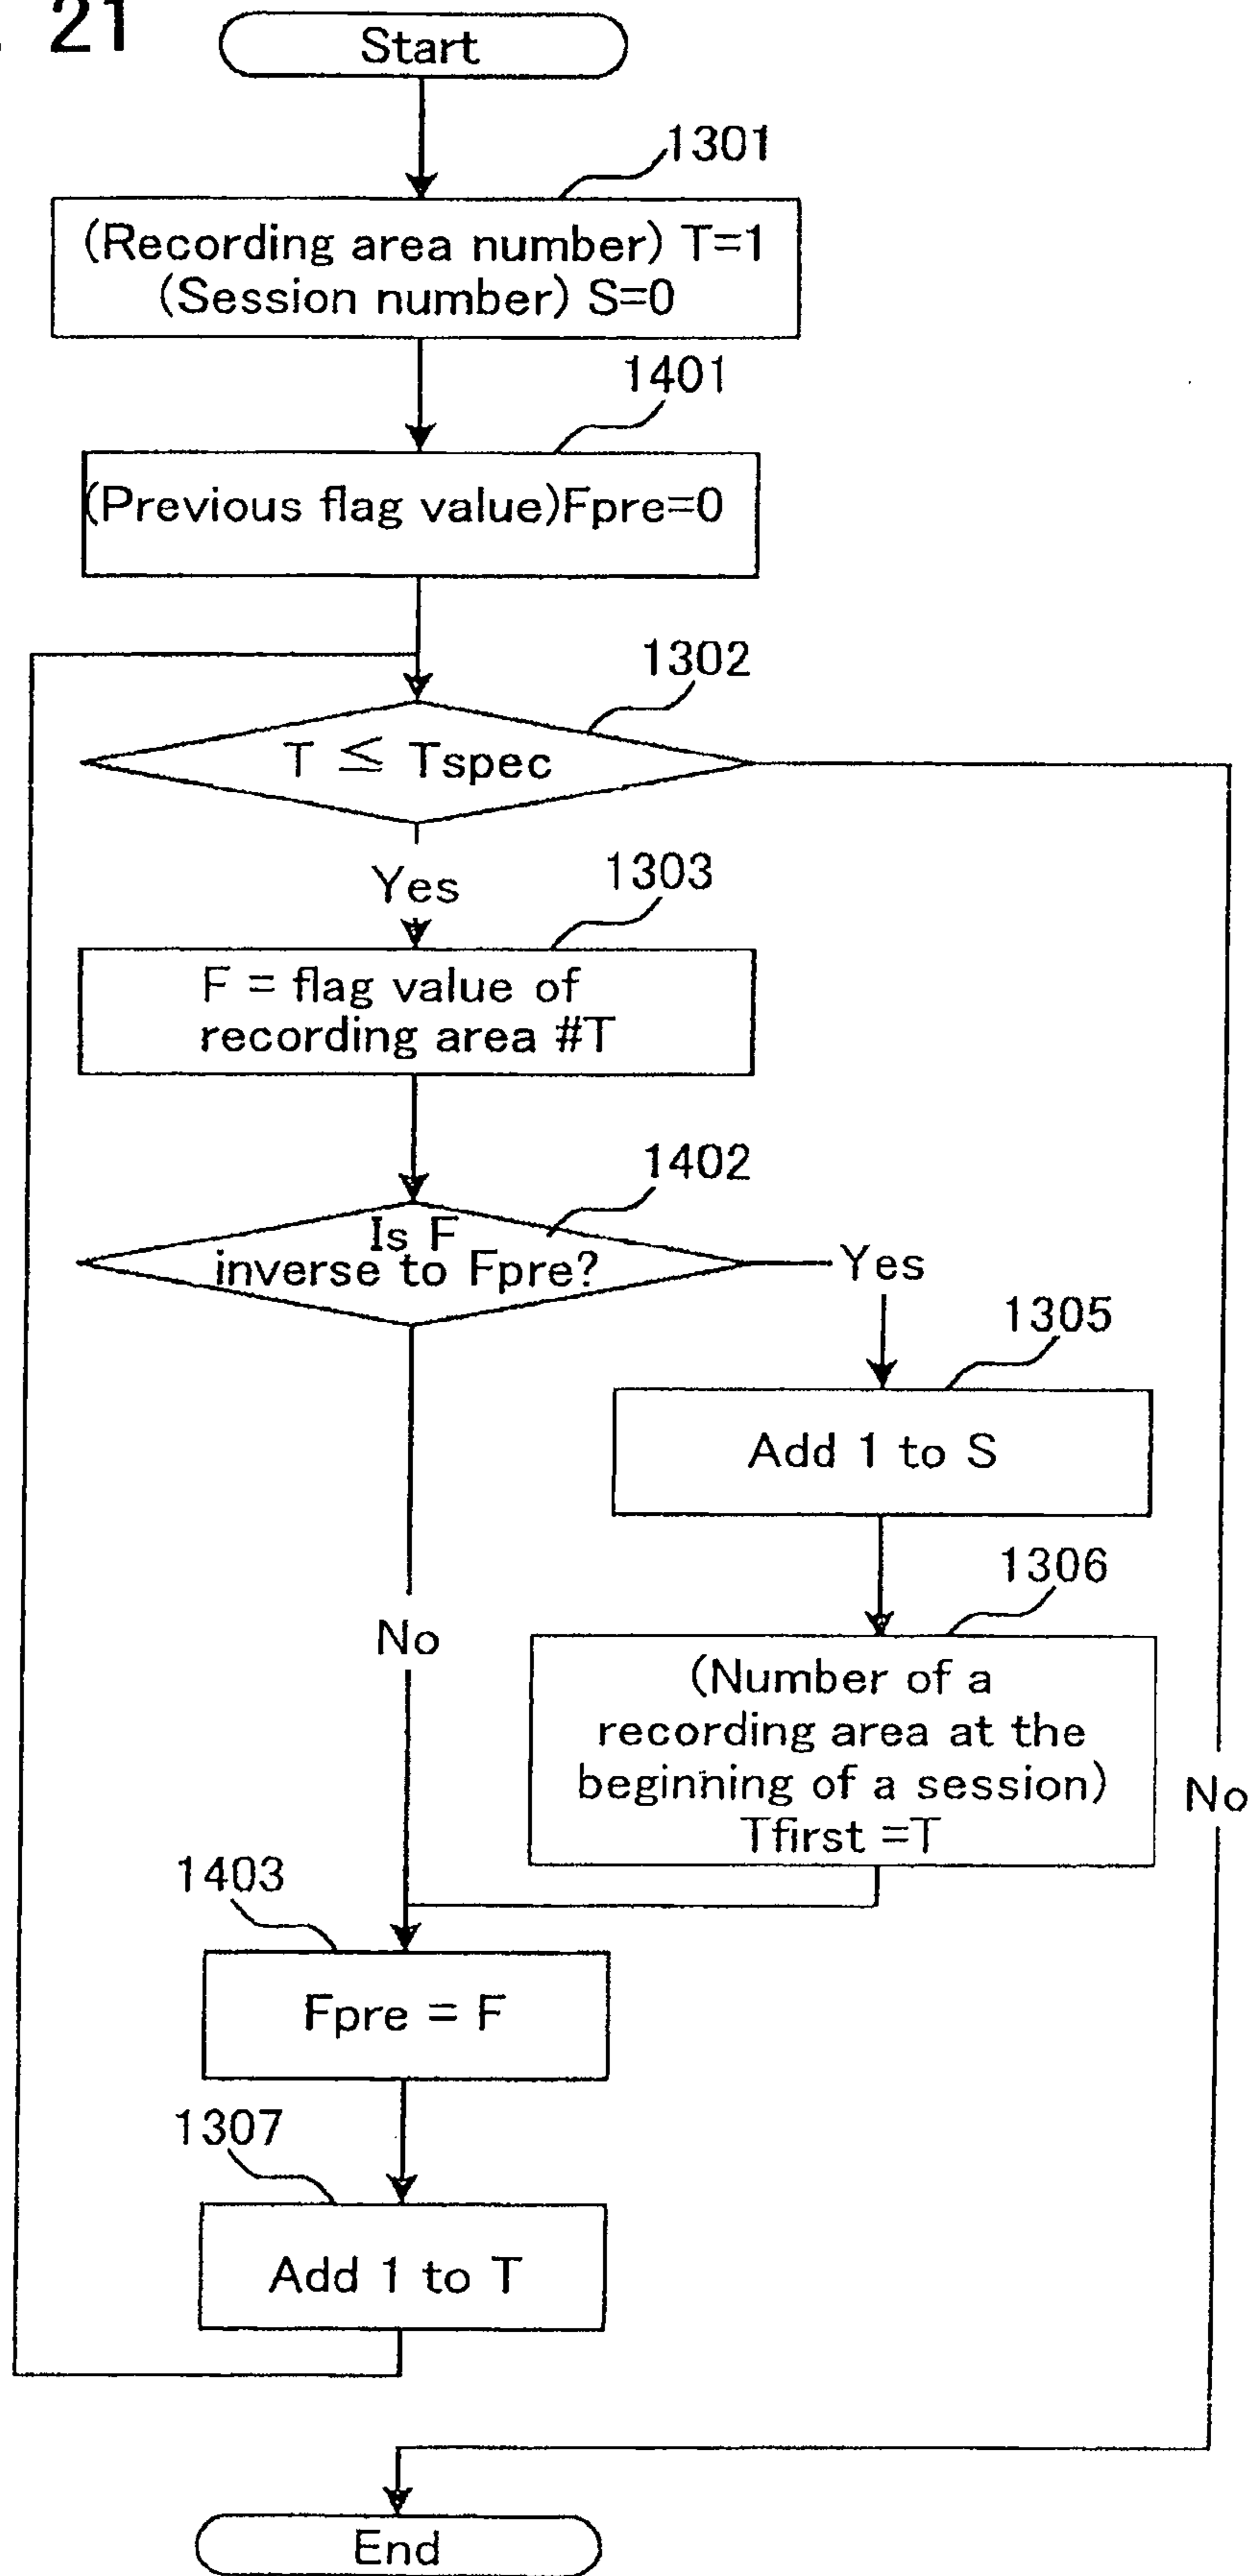 21
Start
1301
(Recording area number) T=1
(Session number) S=0
1401
(Previous flag value)Fpre=0
1302
T ≤ Tspec
Yes
1303
F = flag value of
recording area #T
1402
Is F
inverse to Fpre?
Yes
1305
Add 1 to S
1306
No
(Number of a
recording area at the
beginning of a session)
Tfirst =T
No
1403
Fpre = F
1307
Add 1 to T
End